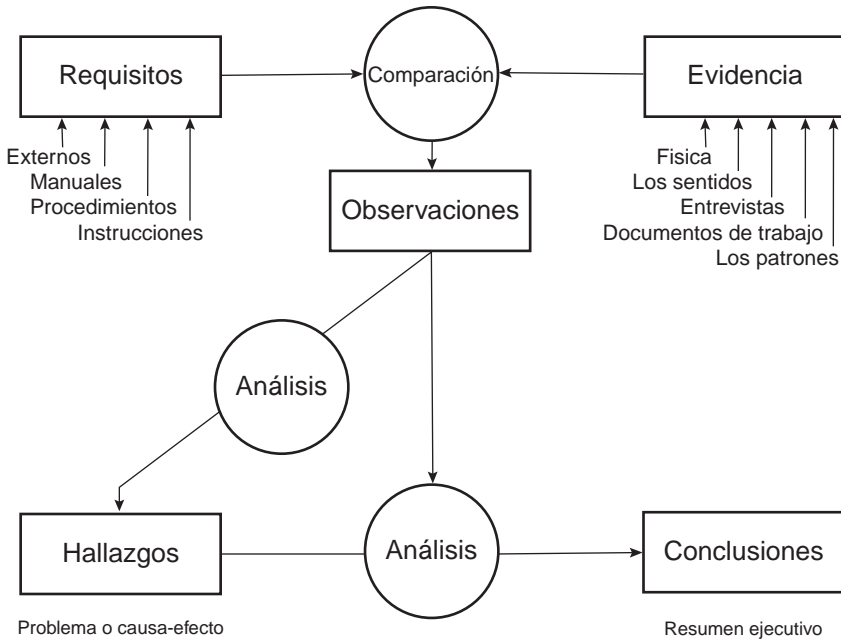 Requisitos
Comparación
Evidencia
Externos
Manuales
Procedimientos
Instrucciones
Fisica
Los sentidos
Entrevistas
Documentos de trabajo
Los patrones
Observaciones
Análisis
Hallazgos
Análisis
Conclusiones
Problema o causa-efecto
Resumen ejecutivo